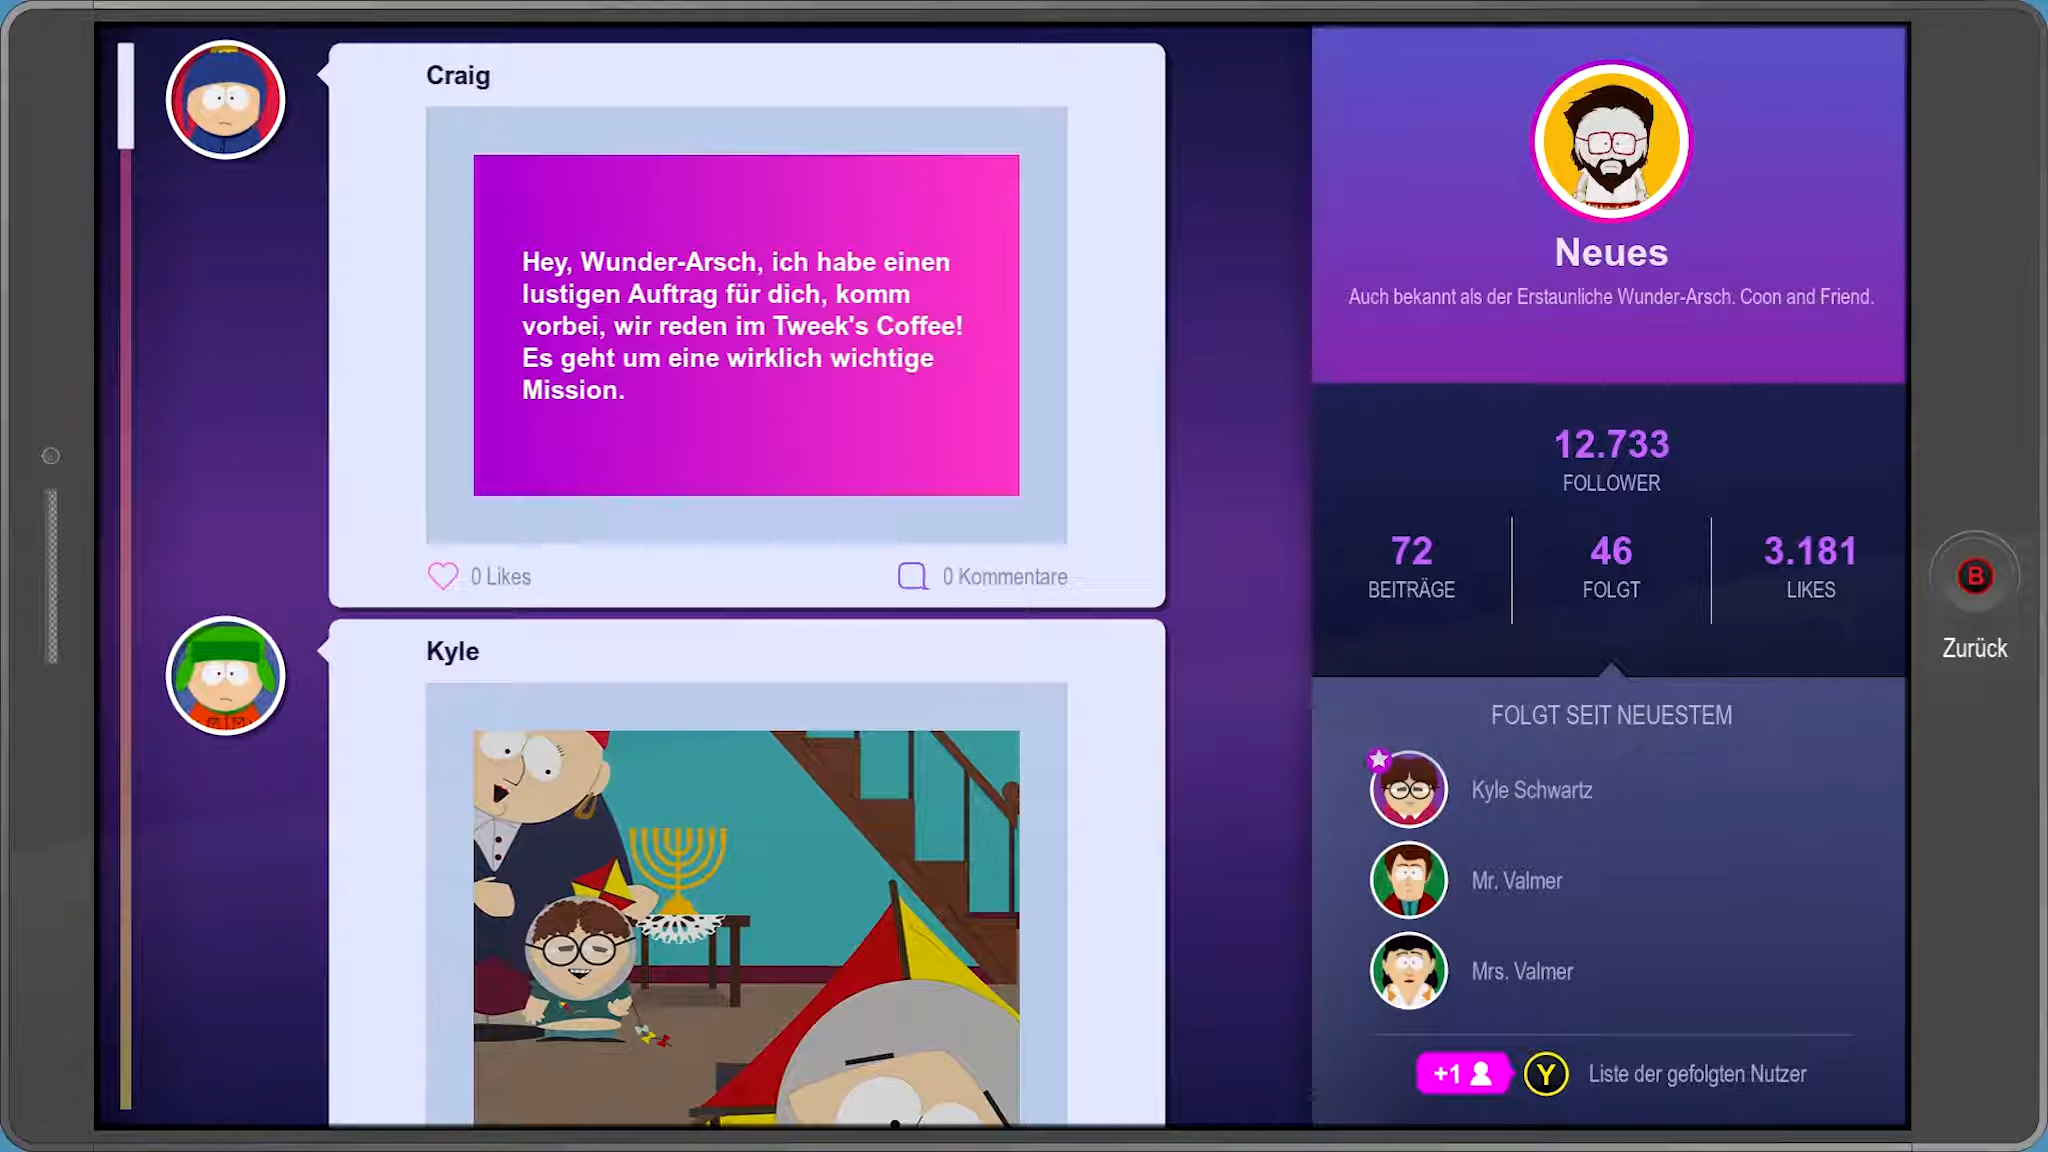 Craig
Hey, Wunder-Arsch, ich habe einen
lustigen Auftrag für dich, komm
vorbei, wir reden im Tweek's Coffee!
Es geht um eine wirklich wichtige
Mission.
0 Likes
0 Kommentare
Kyle
Neues
Auch bekannt als der Erstaunliche Wunder-Arsch. Coon and Friend.
12.733
FOLLOWER
72
BEITRÄGE
46
FOLGT
3.181
LIKES
FOLGT SEIT NEUESTEM
Kyle Schwartz
Mr. Valmer
Mrs. Valmer
+1
Y
Liste der gefolgten Nutzer
B
Zurück